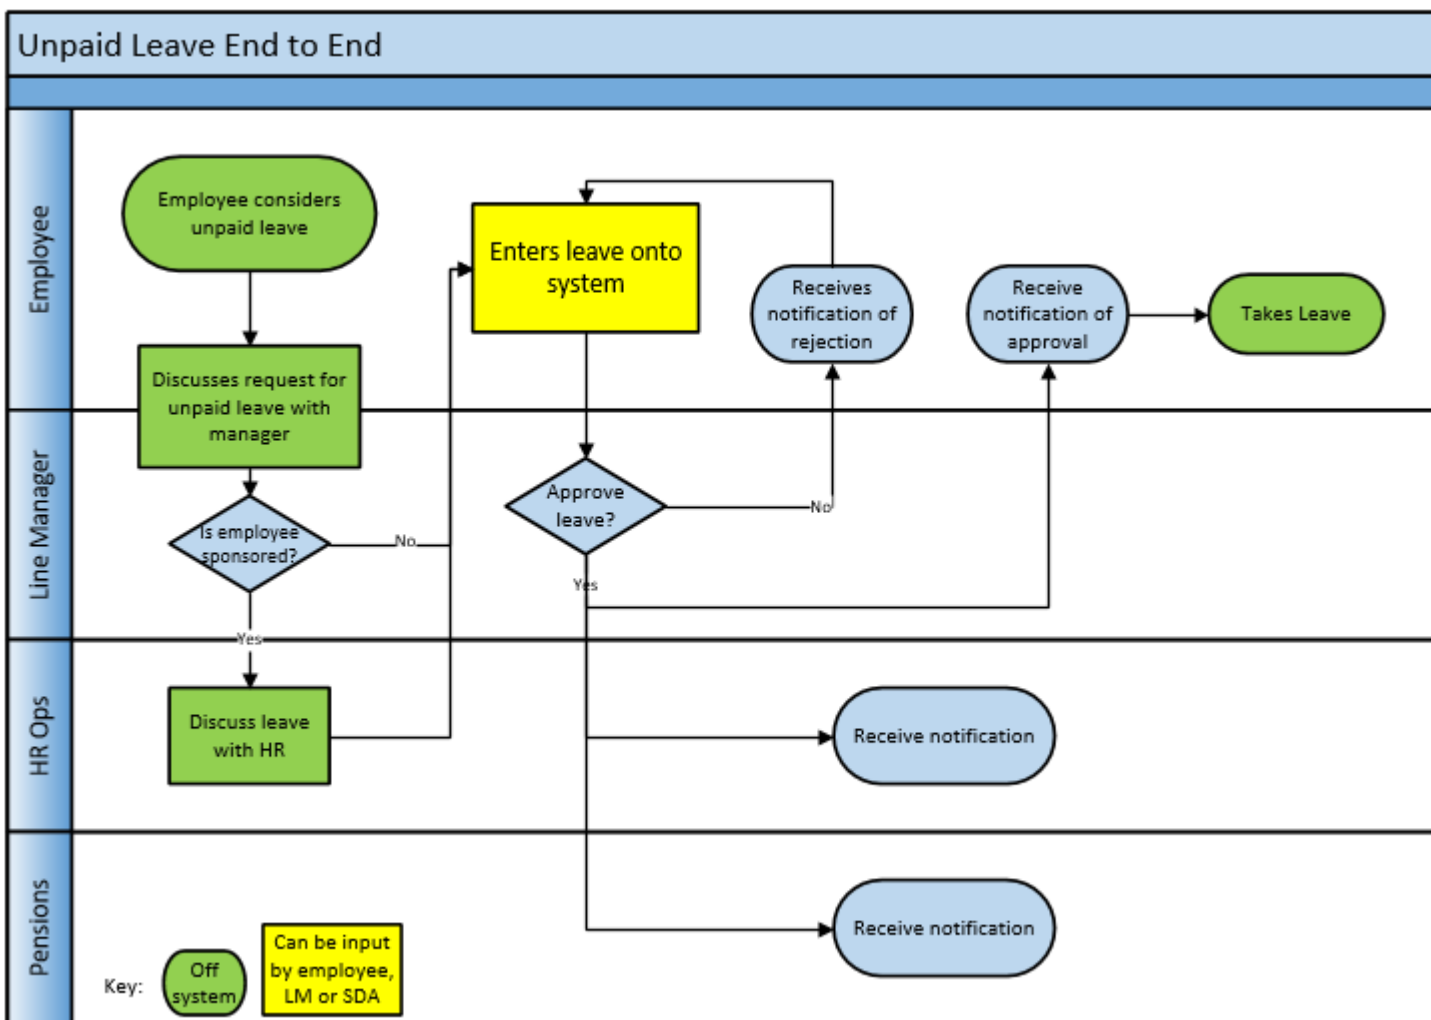 Unpaid Leave End to End
Employee
Employee considers
unpaid leave
Discusses request for
unpaid leave with
manager
Enters leave onto
system
Receives
notification of
rejection
Receive
notification of
approval
Takes Leave
Line Manager
Is employee
sponsored?
No
Yes
Approve
leave?
No
Yes
HR Ops
Discuss leave
with HR
Receive notification
Pensions
Receive notification
Key:
Off
system
Can be input
by employee,
LM or SDA